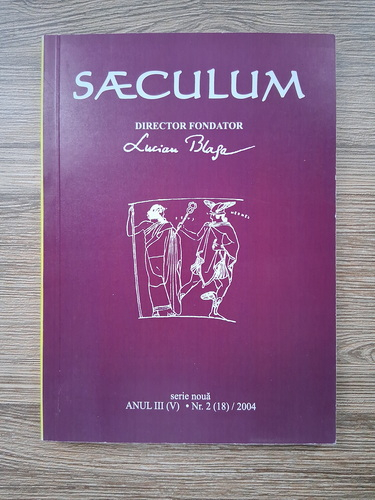 SÆCULUM
DIRECTOR FONDATOR
Lucian Blaga
serie nouă
ANUL III (V) • Nr. 2 (18) / 2004